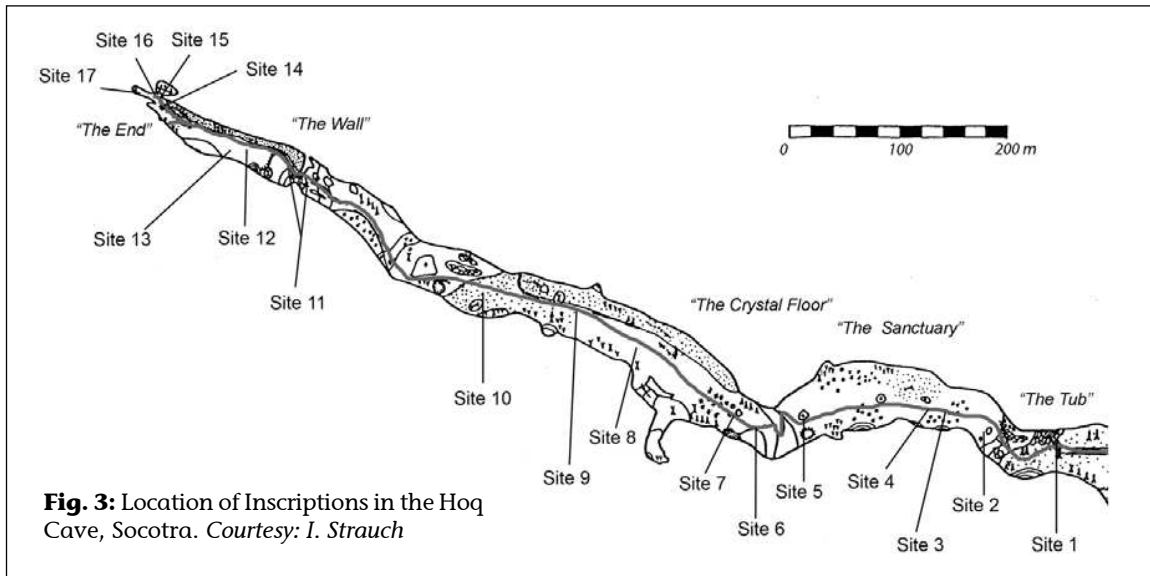 Site 16
Site 15
Site 14
Site 17
"The End"
"The Wall"
0
100
200 m
Site 13
Site 12
Site 11
"The Crystal Floor"
"The Sanctuary"
"The Tub"
Site 10
Site 9
Site 8
Site 7
Site 6
Site 5
Site 4
Site 3
Site 2
Site 1
Fig. 3: Location of Inscriptions in the Hoq
Cave, Socotra. Courtesy: I. Strauch